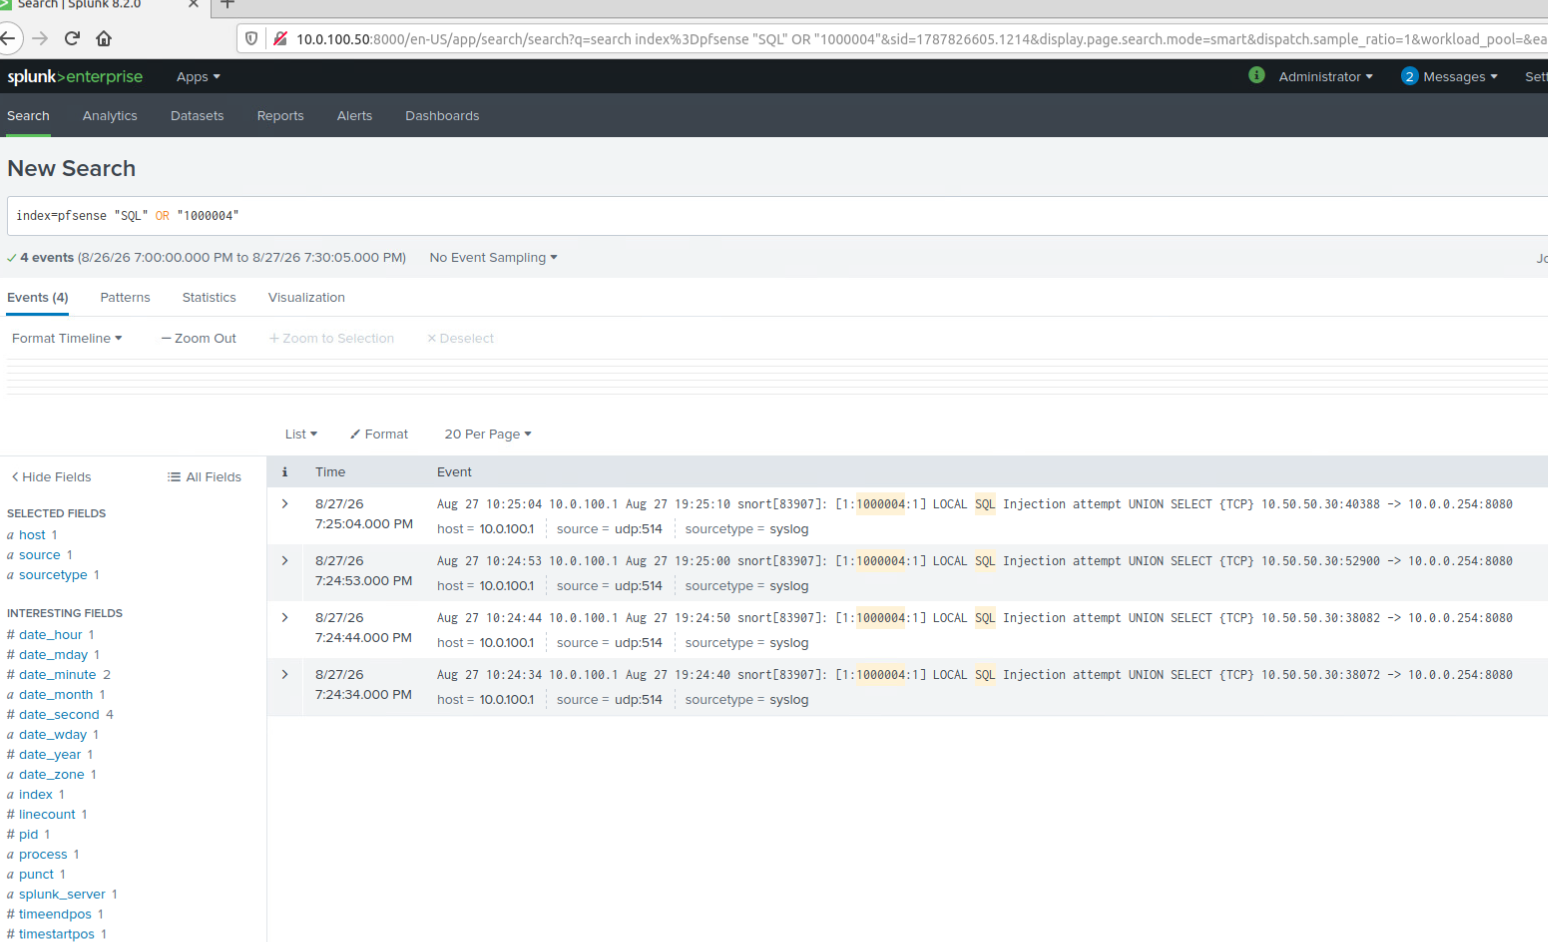 Search | Splunk 8.2.0
10.0.100.50:8000/en-US/app/search/search?q=search index%3Dpfsense "SQL" OR "1000004"&sid=1787826605.1214&display.page.search.mode=smart&dispatch.sample_ratio=1&workload_pool=&ea
splunk>enterprise Apps i Administrator 2 Messages Sett
Search Analytics Datasets Reports Alerts Dashboards
New Search
index=pfsense "SQL" OR "1000004"
4 events (8/26/26 7:00:00.000 PM to 8/27/26 7:30:05.000 PM) No Event Sampling Jo
Events (4) Patterns Statistics Visualization
Format Timeline — Zoom Out + Zoom to Selection × Deselect
List Format 20 Per Page
< Hide Fields All Fields
i Time Event
SELECTED FIELDS
a host 1
a source 1
a sourcetype 1
INTERESTING FIELDS
# date_hour 1
# date_mday 1
# date_minute 2
a date_month 1
# date_second 4
a date_wday 1
# date_year 1
a date_zone 1
a index 1
# linecount 1
# pid 1
a process 1
a punct 1
a splunk_server 1
# timeendpos 1
# timestartpos 1
> 8/27/26 Aug 27 10:25:04 10.0.100.1 Aug 27 19:25:10 snort[83907]: [1:1000004:1] LOCAL SQL Injection attempt UNION SELECT {TCP} 10.50.50.30:40388 -> 10.0.0.254:8080
7:25:04.000 PM host = 10.0.100.1 source = udp:514 sourcetype = syslog
> 8/27/26 Aug 27 10:24:53 10.0.100.1 Aug 27 19:25:00 snort[83907]: [1:1000004:1] LOCAL SQL Injection attempt UNION SELECT {TCP} 10.50.50.30:52900 -> 10.0.0.254:8080
7:24:53.000 PM host = 10.0.100.1 source = udp:514 sourcetype = syslog
> 8/27/26 Aug 27 10:24:44 10.0.100.1 Aug 27 19:24:50 snort[83907]: [1:1000004:1] LOCAL SQL Injection attempt UNION SELECT {TCP} 10.50.50.30:38082 -> 10.0.0.254:8080
7:24:44.000 PM host = 10.0.100.1 source = udp:514 sourcetype = syslog
> 8/27/26 Aug 27 10:24:34 10.0.100.1 Aug 27 19:24:40 snort[83907]: [1:1000004:1] LOCAL SQL Injection attempt UNION SELECT {TCP} 10.50.50.30:38072 -> 10.0.0.254:8080
7:24:34.000 PM host = 10.0.100.1 source = udp:514 sourcetype = syslog